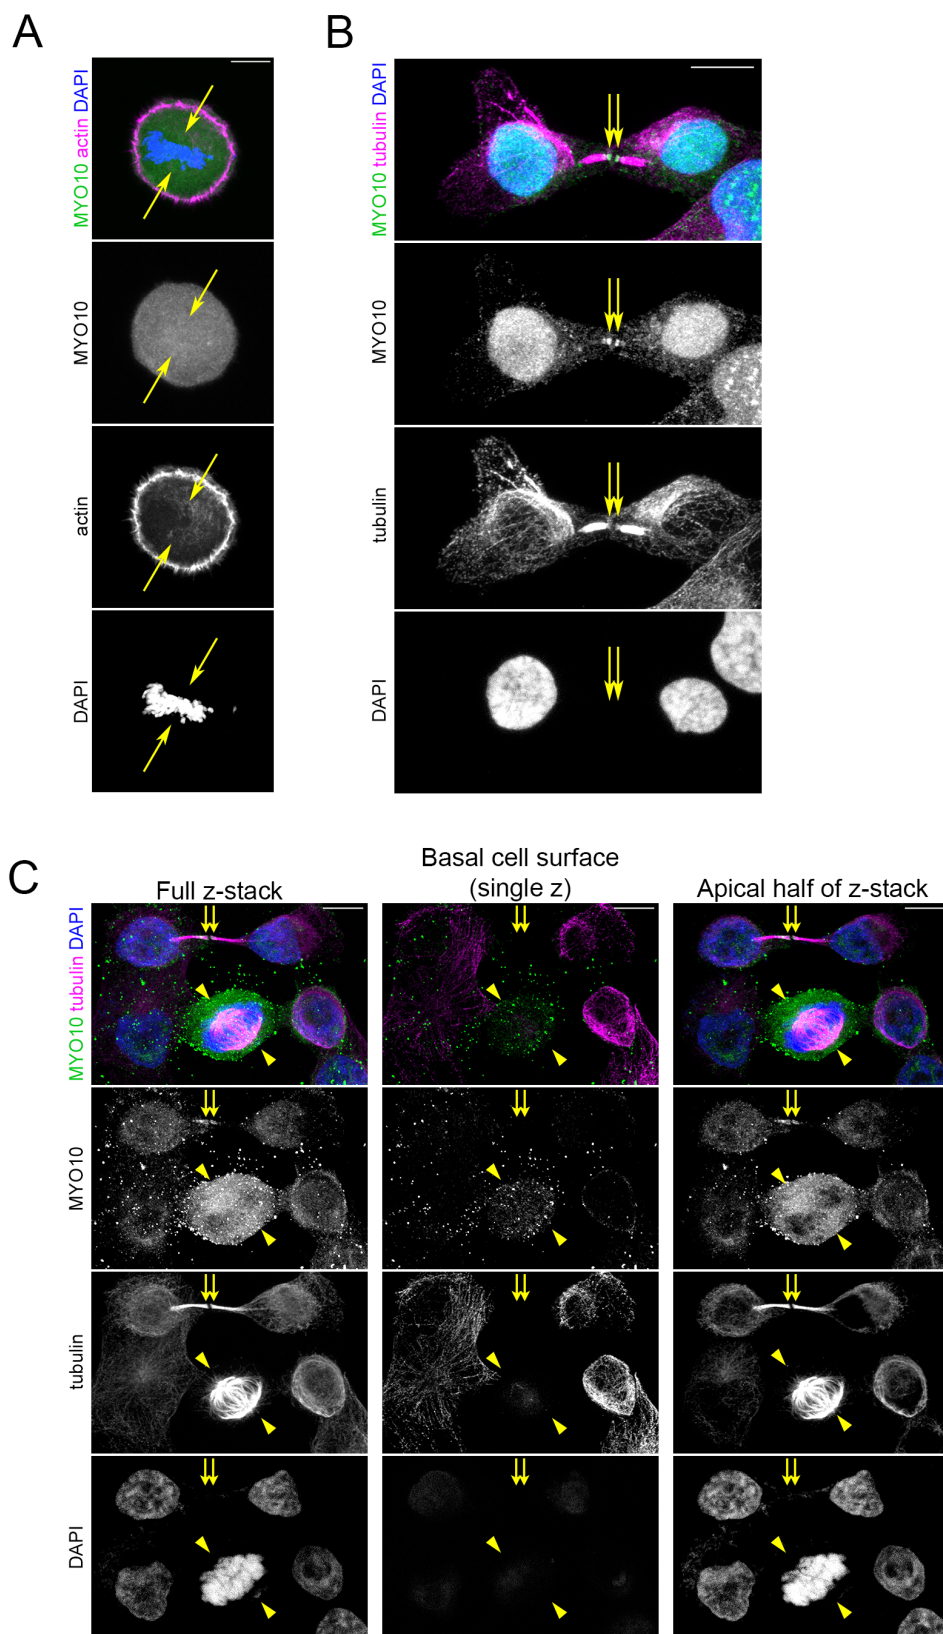 A
MYO10 actin DAPI
MYO10
actin
DAPI
B
MYO10 tubulin DAPI
MYO10
tubulin
DAPI
C
Full z-stack
Basal cell surface
(single z)
Apical half of z-stack
MYO10 tubulin DAPI
MYO10
tubulin
DAPI